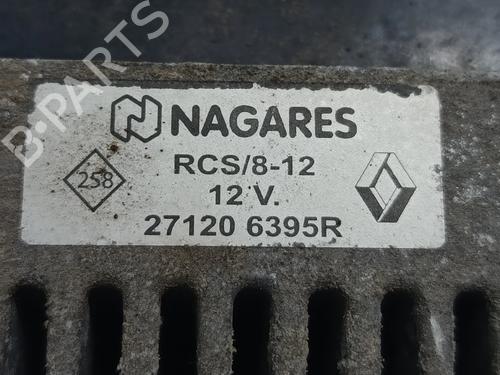 B-PARTS
NAGARES
258
RCS/8-12
12 V.
27120 6395R